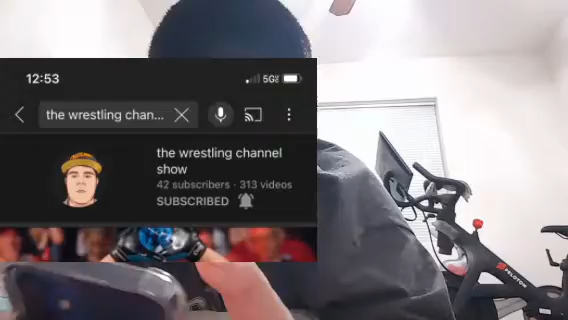 12:53
5G
the wrestling chan...
the wrestling channel
show
42 subscribers · 313 videos
SUBSCRIBED
PELOTON